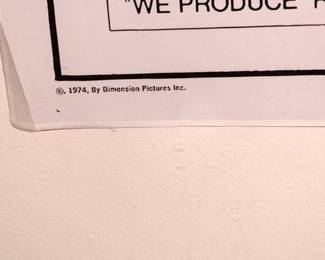 "WE PRODUCE
©. 1974, By Dimension Pictures Inc.